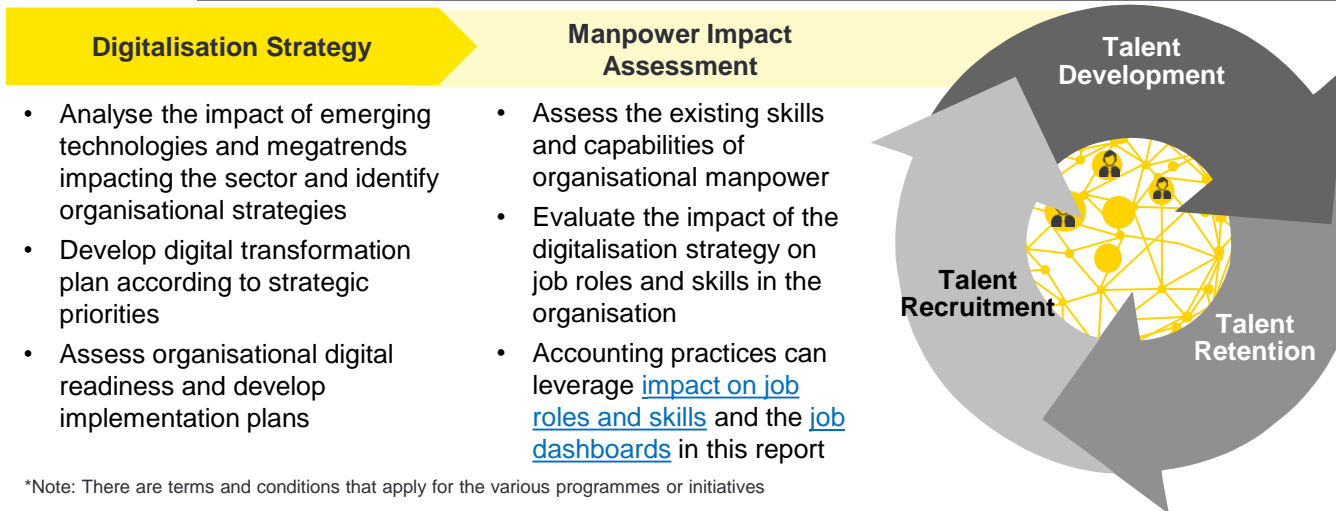 Digitalisation Strategy
• Analyse the impact of emerging
technologies and megatrends
impacting the sector and identify
organisational strategies
• Develop digital transformation
plan according to strategic
priorities
• Assess organisational digital
readiness and develop
implementation plans
Manpower Impact
Assessment
• Assess the existing skills
and capabilities of
organisational manpower
• Evaluate the impact of the
digitalisation strategy on
job roles and skills in the
organisation
• Accounting practices can
leverage impact on job
roles and skills and the job
dashboards in this report
Talent
Development
Talent
Recruitment
Talent
Retention
*Note: There are terms and conditions that apply for the various programmes or initiatives